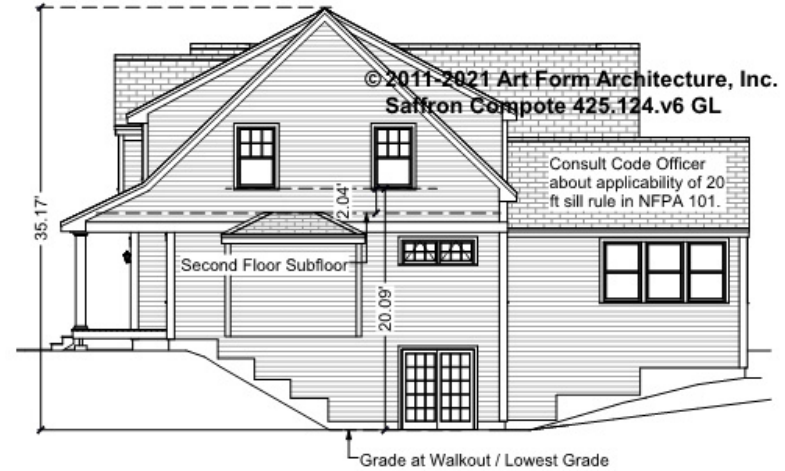 ©2011-2021 Art Form Architecture, Inc.
Saffron Compote 425.124.v6 GL
Consult Code Officer
about applicability of 20
ft sill rule in NFPA 101.
2.04'
35.17'
Second Floor Subfloor
20.09'
Grade at Walkout / Lowest Grade